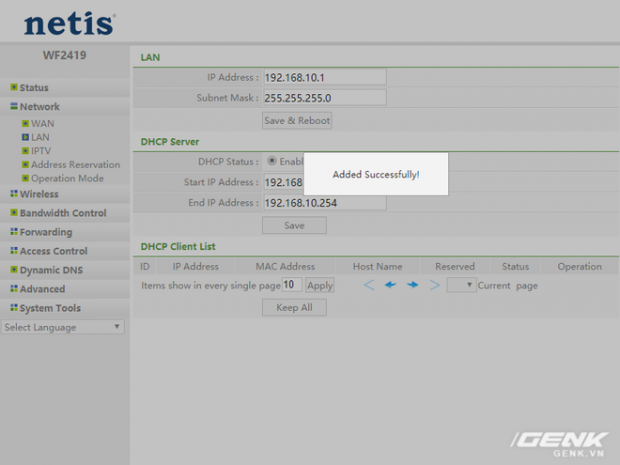 netis®
WF2419
Status
Network
WAN
LAN
IPTV
Address Reservation
Operation Mode
Wireless
Bandwidth Control
Forwarding
Access Control
Dynamic DNS
Advanced
System Tools
Select Language
LAN
IP Address : 192.168.10.1
Subnet Mask : 255.255.255.0
Save & Reboot
DHCP Server
DHCP Status : Enabl
Added Successfully!
Start IP Address : 192.168
End IP Address : 192.168.10.254
Save
DHCP Client List
ID IP Address MAC Address Host Name Reserved Status Operation
Items show in every single page 10 Apply Current page
Keep All
GENK
GENK.VN